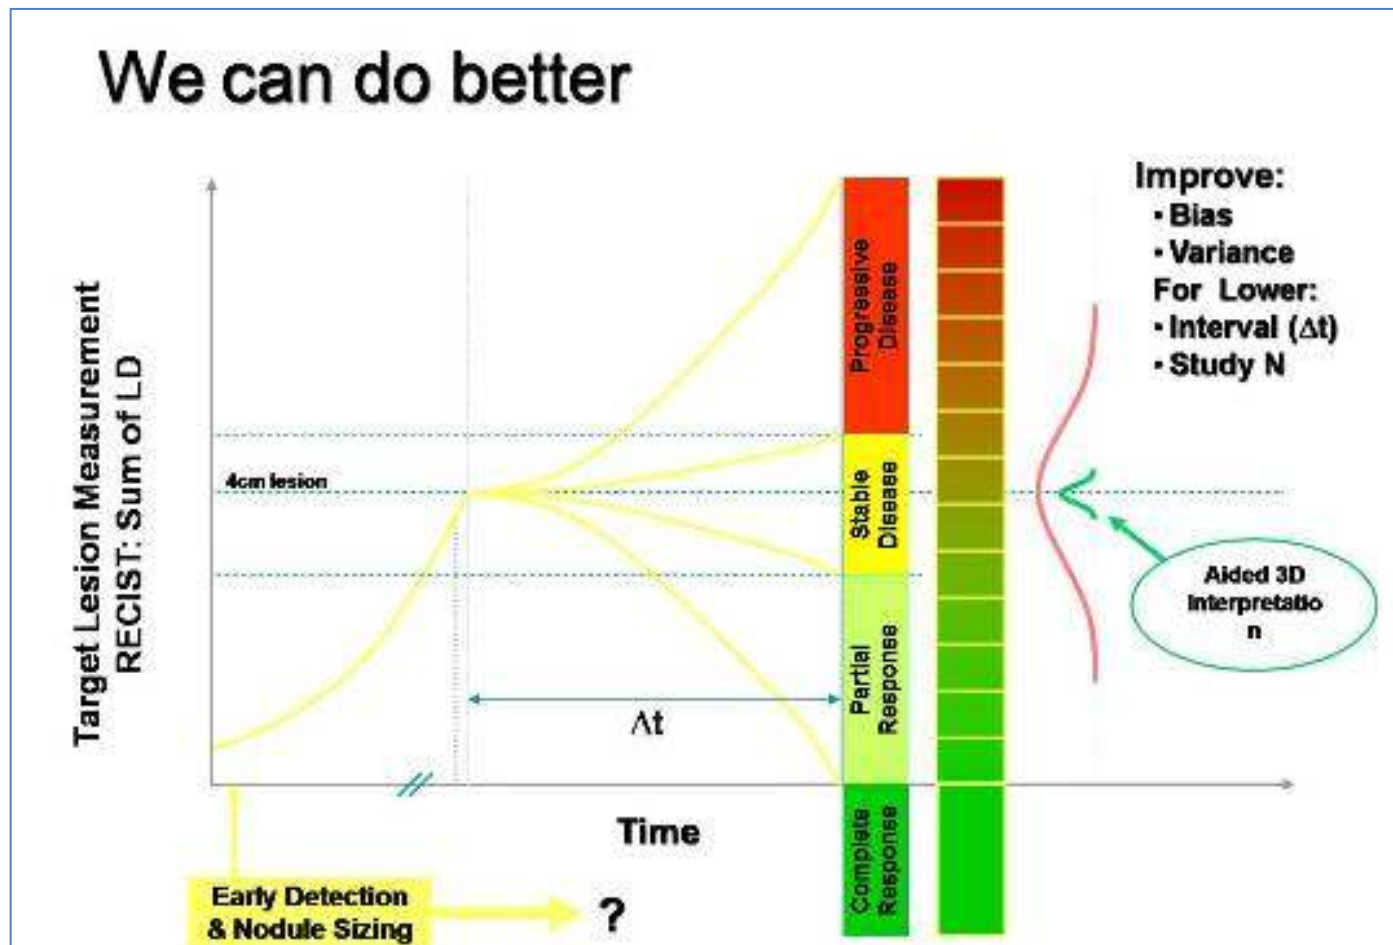 We can do better
Target Lesion Measurement
RECIST: Sum of LD
4cm lesion
Δt
Time
Early Detection
& Nodule Sizing
?
Progressive
Disease
Stable
Disease
Partial
Response
Complete
Response
Improve:
• Bias
• Variance
For Lower:
• Interval (Δt)
• Study N
Aided 3D
Interpretatio
n